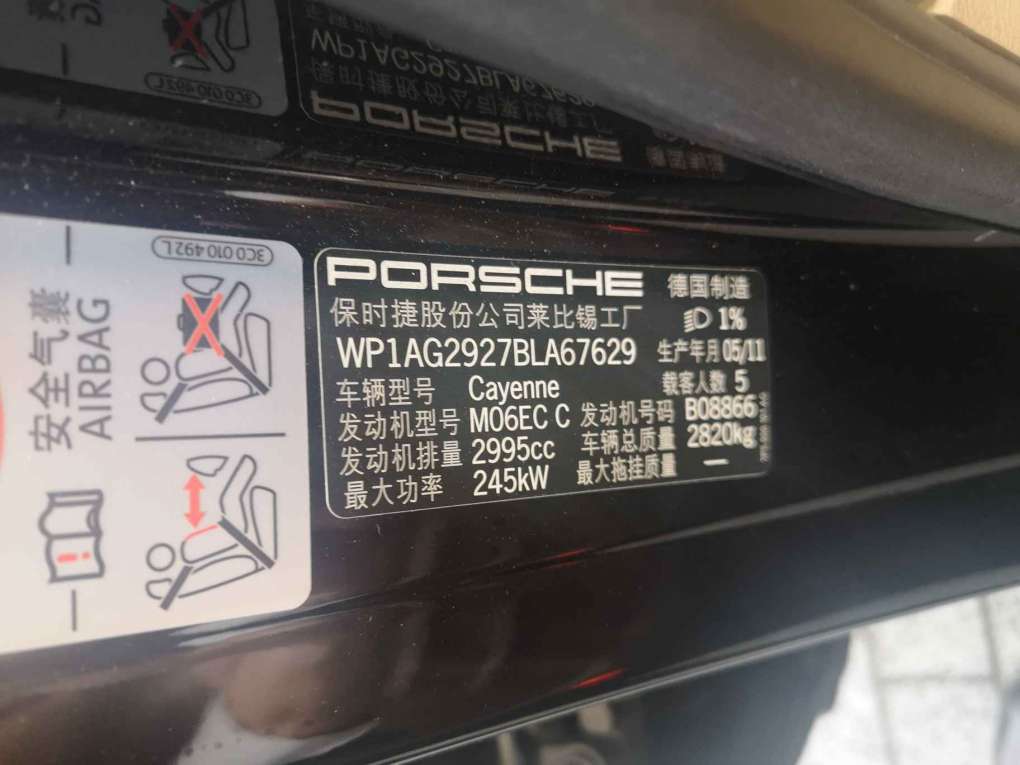 PORSCHE 德国制造
保时捷股份公司莱比锡工厂 1%
WP1AG2927BLA67629 生产年月 05/11
车辆型号 Cayenne 载客人数 5
发动机型号 M06EC C 发动机号码 B08866
发动机排量 2995cc 车辆总质量 2820kg
最大功率 245kW 最大拖挂质量 —
安全气囊
AIRBAG
3C0 010 492 L